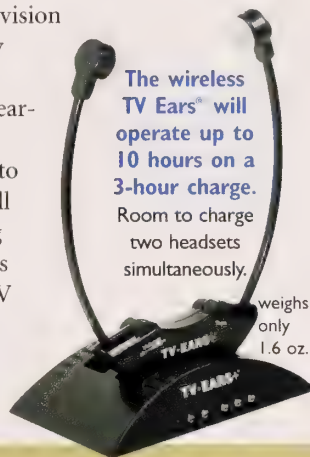 vision
y
ear-
to
ll
g
s
V
The wireless
TV Ears® will
operate up to
10 hours on a
3-hour charge.
Room to charge
two headsets
simultaneously.
weighs
only
1.6 oz.
TV·EARS
TV·EARS